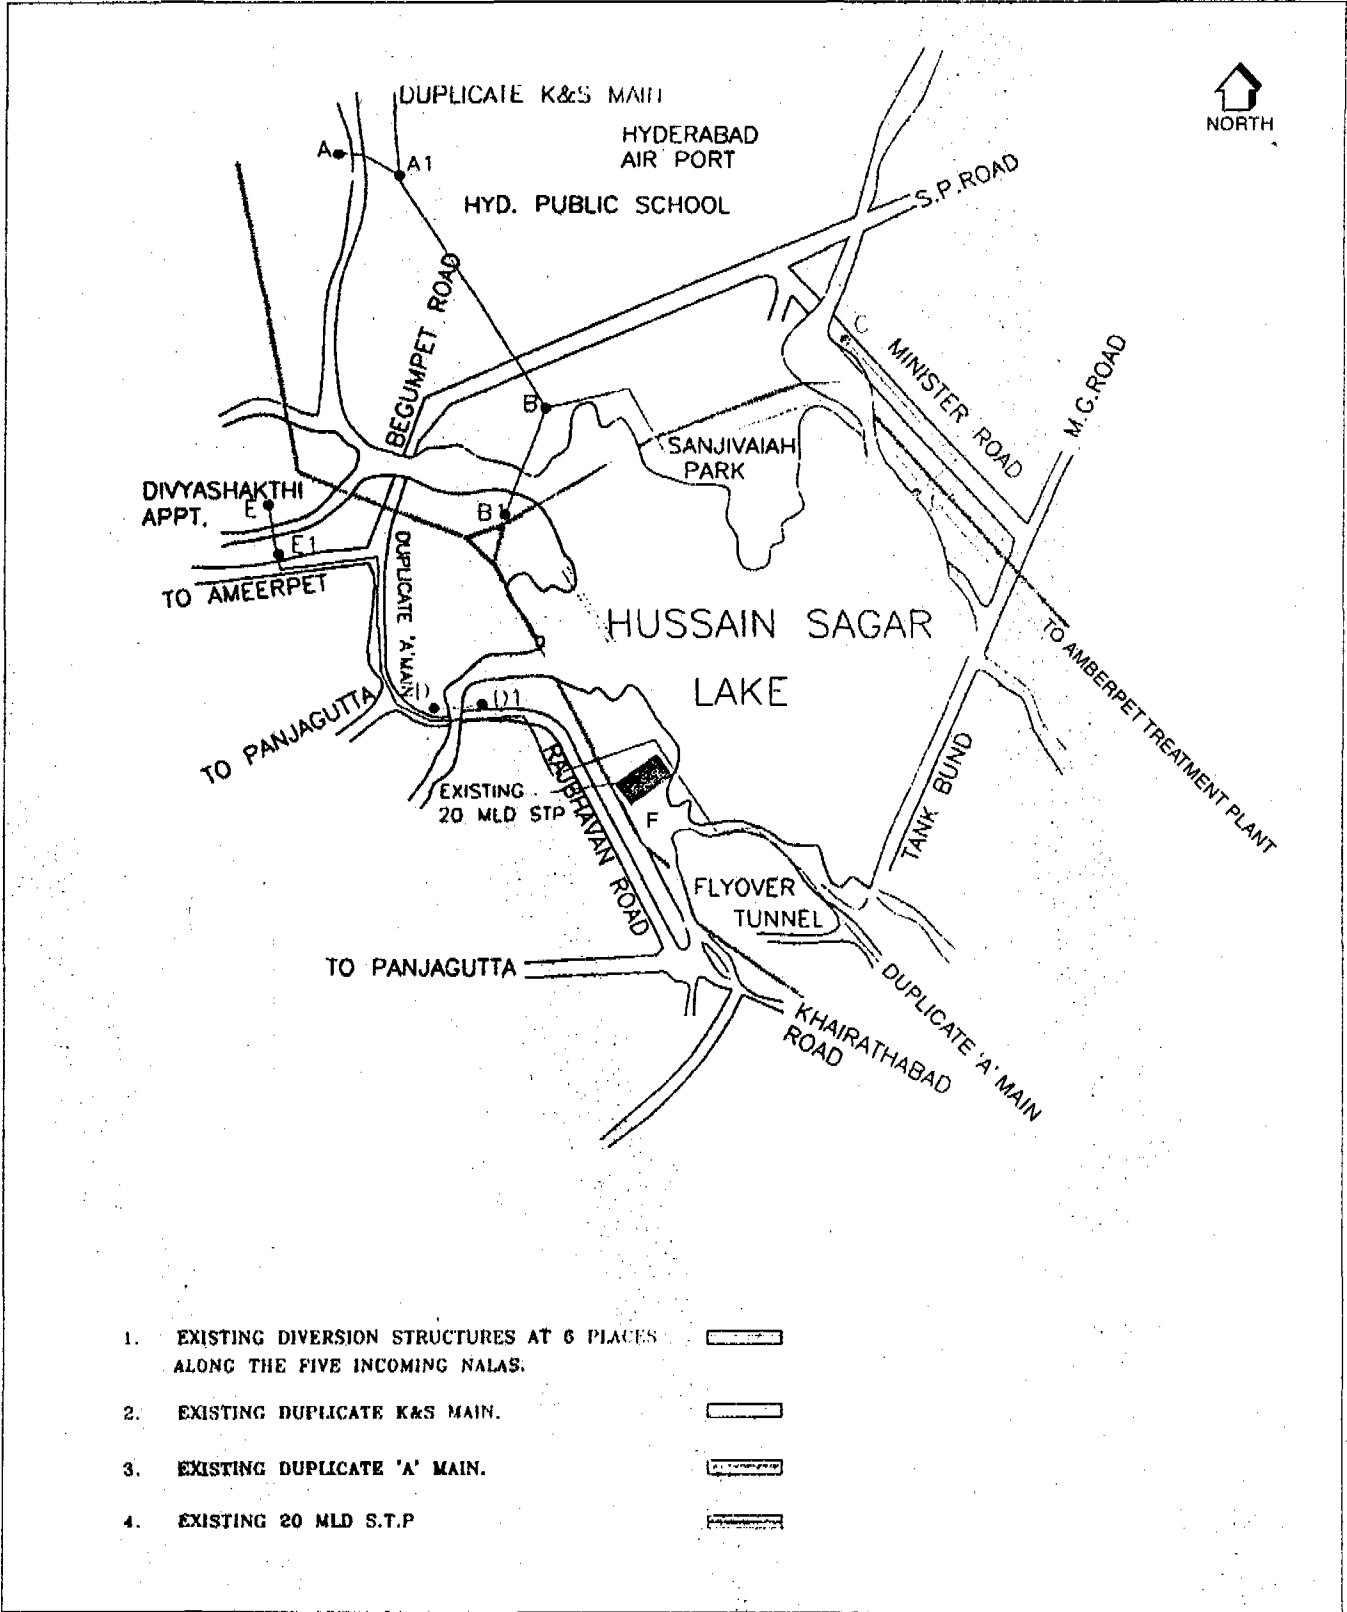 DUPLICATE K&S MAIN
NORTH
HYDERABAD
AIR PORT
A
A1
S.P.ROAD
HYD. PUBLIC SCHOOL
BEGUMPET ROAD
C
MINISTER ROAD
M.G.ROAD
B
SANJIVAIAH
PARK
DIVYASHAKTHI
APPT.
E
B1
E1
TO AMEERPET
DUPLICATE 'A'MAIN
HUSSAIN SAGAR
LAKE
TO AMBERPET TREATMENT PLANT
D
D1
TO PANJAGUTTA
RAJBHAVAN ROAD
EXISTING
20 MLD STP
F
TANK BUND
FLYOVER
TUNNEL
TO PANJAGUTTA
DUPLICATE 'A' MAIN
KHAIRATHABAD
ROAD
1. EXISTING DIVERSION STRUCTURES AT 6 PLACES
ALONG THE FIVE INCOMING NALAS.
2. EXISTING DUPLICATE K&S MAIN.
3. EXISTING DUPLICATE 'A' MAIN.
4. EXISTING 20 MLD S.T.P